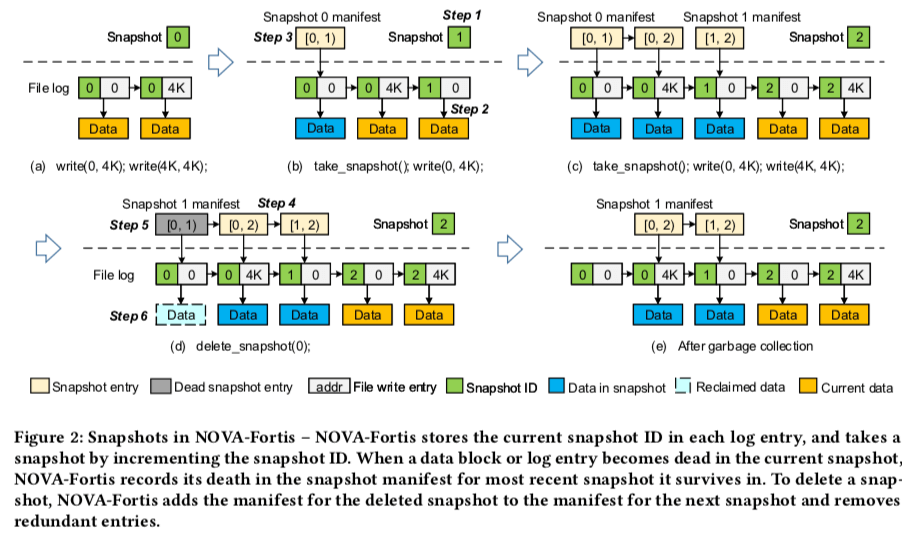 Snapshot 0
File log 0 0 0 4K
Data Data
(a) write(0, 4K); write(4K, 4K);
Snapshot 0 manifest Step 1
Step 3 [0, 1) Snapshot 1
0 0 0 4K 1 0
Step 2
Data Data Data
(b) take_snapshot(); write(0, 4K);
Snapshot 0 manifest Snapshot 1 manifest
[0, 1) [0, 2) [1, 2) Snapshot 2
0 0 0 4K 1 0 2 0 2 4K
Data Data Data Data Data
(c) take_snapshot(); write(0, 4K); write(4K, 4K);
Snapshot 1 manifest Step 4
Step 5 [0, 1) [0, 2) [1, 2) Snapshot 2
File log 0 0 0 4K 1 0 2 0 2 4K
Step 6 Data Data Data Data Data
(d) delete_snapshot(0);
Snapshot 1 manifest
[0, 2) [1, 2) Snapshot 2
0 0 0 4K 1 0 2 0 2 4K
Data Data Data Data
(e) After garbage collection
Snapshot entry Dead snapshot entry addr File write entry Snapshot ID Data in snapshot Reclaimed data Current data
Figure 2: Snapshots in NOVA-Fortis – NOVA-Fortis stores the current snapshot ID in each log entry, and takes a
snapshot by incrementing the snapshot ID. When a data block or log entry becomes dead in the current snapshot,
NOVA-Fortis records its death in the snapshot manifest for most recent snapshot it survives in. To delete a snap-
shot, NOVA-Fortis adds the manifest for the deleted snapshot to the manifest for the next snapshot and removes
redundant entries.